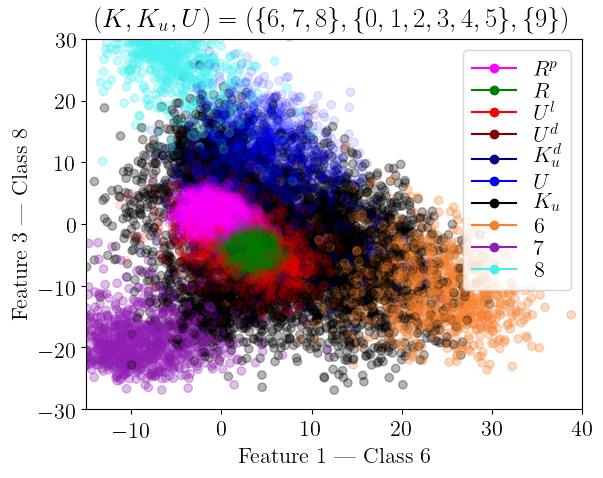 (K, K_u, U) = ({6, 7, 8}, {0, 1, 2, 3, 4, 5}, {9})
30
20
10
0
−10
−20
−30
Feature 3 — Class 8
R^p
R
U^l
U^d
K_u^d
U
K_u
6
7
8
−10
0
10
20
30
40
Feature 1 — Class 6